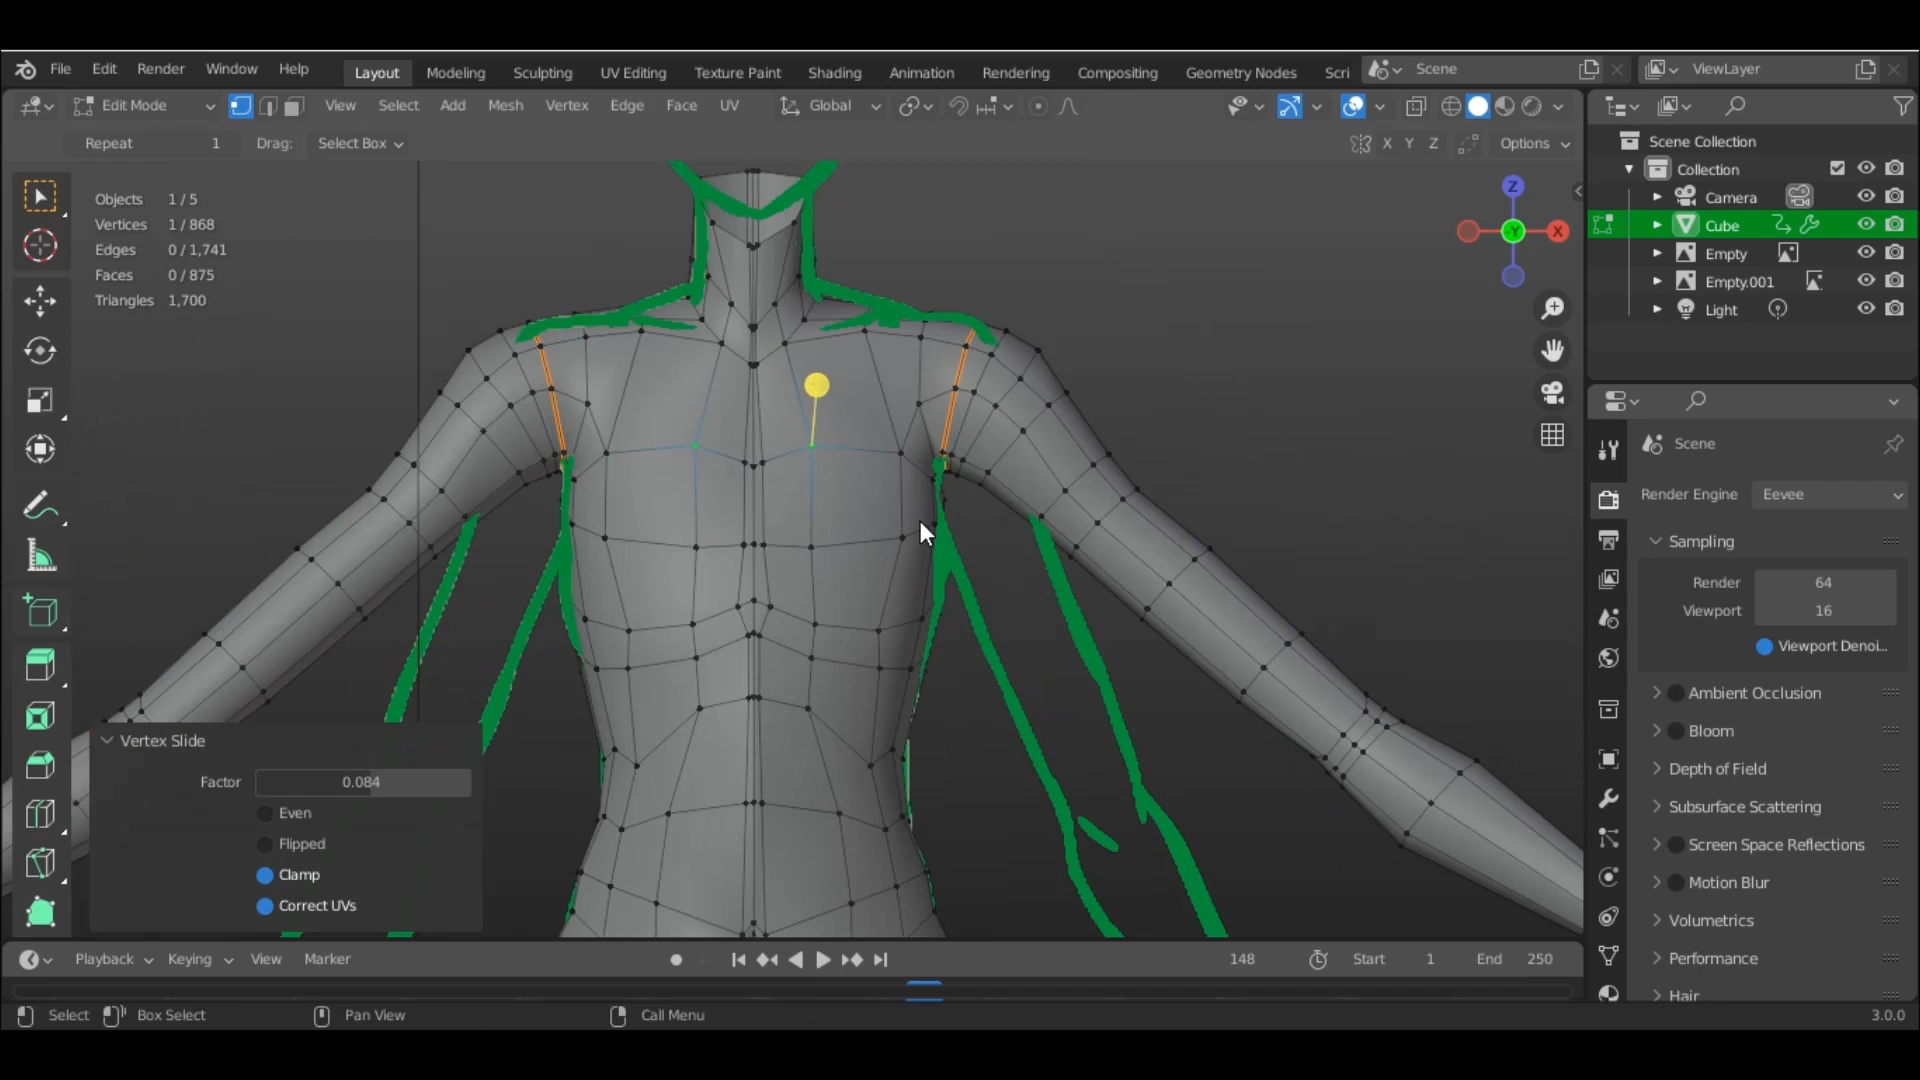 File Edit Render Window Help Layout Modeling Sculpting UV Editing Texture Paint Shading Animation Rendering Compositing Geometry Nodes Scri Scene ViewLayer
Edit Mode View Select Add Mesh Vertex Edge Face UV Global
Repeat 1 Drag: Select Box X Y Z Options
Objects 1 / 5
Vertices 1 / 868
Edges 0 / 1,741
Faces 0 / 875
Triangles 1,700
Z
Y
X
Scene Collection
Collection
Camera
Cube
Empty
Empty.001
Light
Scene
Render Engine Eevee
Sampling
Render 64
Viewport 16
Viewport Denoi...
Ambient Occlusion
Bloom
Depth of Field
Subsurface Scattering
Screen Space Reflections
Motion Blur
Volumetrics
Performance
Hair
Vertex Slide
Factor 0.084
Even
Flipped
Clamp
Correct UVs
Playback Keying View Marker 148 Start 1 End 250
Select Box Select Pan View Call Menu 3.0.0